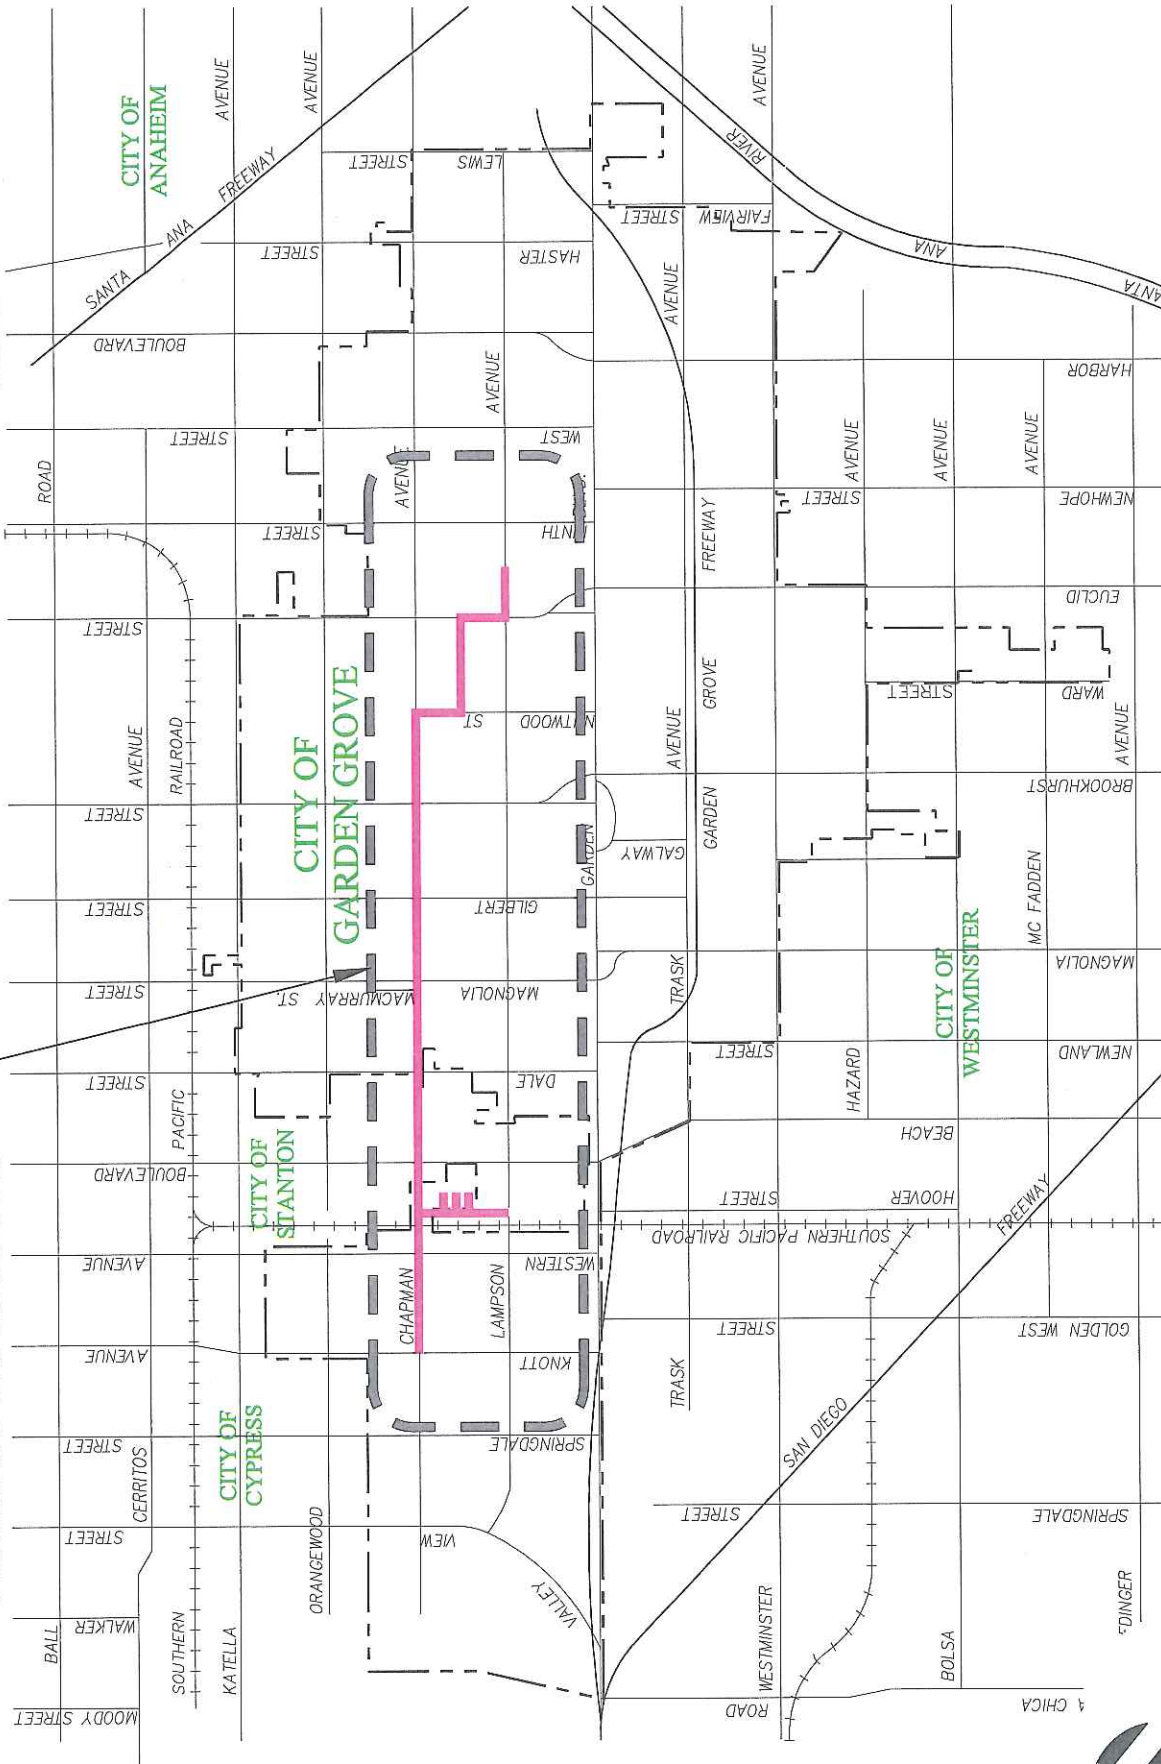 CITY OF
ANAHEIM
AVENUE
AVENUE
AVENUE
SANTA
ANA
FREEWAY
STREET
LEWIS
RIVER
STREET
FAIRVIEW
STREET
HASTER
AVENUE
ANA
BOULEVARD
AVENUE
HARBOR
ROAD
STREET
WEST
AVENUE
AVENUE
AVENUE
AVENUE
STREET
NEWHOPE
STREET
FREEWAY
STREET
EUCLID
CITY OF
GARDEN GROVE
GROVE
STREET
WARD
AVENUE
RAILROAD
ST
AVENUE
AVENUE
STREET
BROOKHURST
GARDEN
GARDEN
GALWAY
STREET
GILBERT
MC FADDEN
STREET
MACMURRAY ST.
MAGNOLIA
TRASK
MAGNOLIA
CITY OF
WESTMINSTER
STREET
DALE
STREET
NEWLAND
PACIFIC
HAZARD
BEACH
CITY OF
STANTON
BOULEVARD
STREET
HOOVER
SOUTHERN PACIFIC RAILROAD
FREEWAY
AVENUE
WESTERN
CHAPMAN
LAMPSON
STREET
GOLDEN WEST
AVENUE
KNOTT
TRASK
SAN DIEGO
CITY OF
CYPRESS
STREET
SPRINGDALE
CERRITOS
STREET
SPRINGDALE
STREET
VIEW
VALLEY
ORANGEWOOD
WALKER
BALL
SOUTHERN
KATELLA
WESTMINSTER
BOLSA
MOODY STREET
ROAD
CHICA